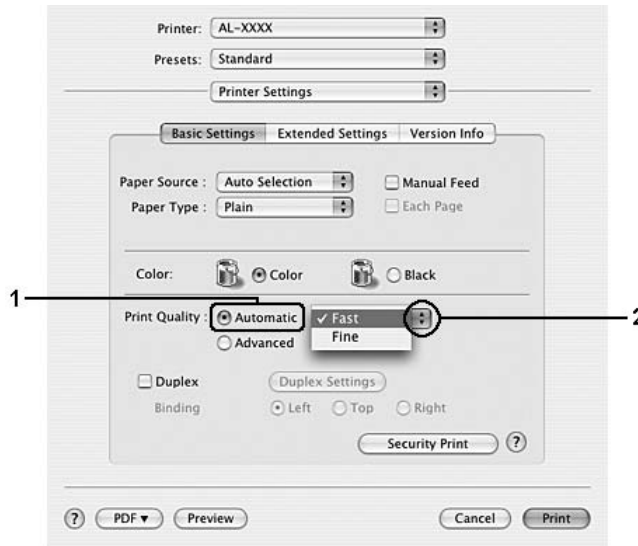 Printer: AL-XXXX
Presets: Standard
Printer Settings
Basic Settings Extended Settings Version Info
Paper Source : Auto Selection Manual Feed
Paper Type : Plain Each Page
Color: Color Black
1
Print Quality : Automatic ✓ Fast 2
Advanced Fine
Duplex Duplex Settings
Binding Left Top Right
Security Print ?
? PDF ▼ Preview Cancel Print